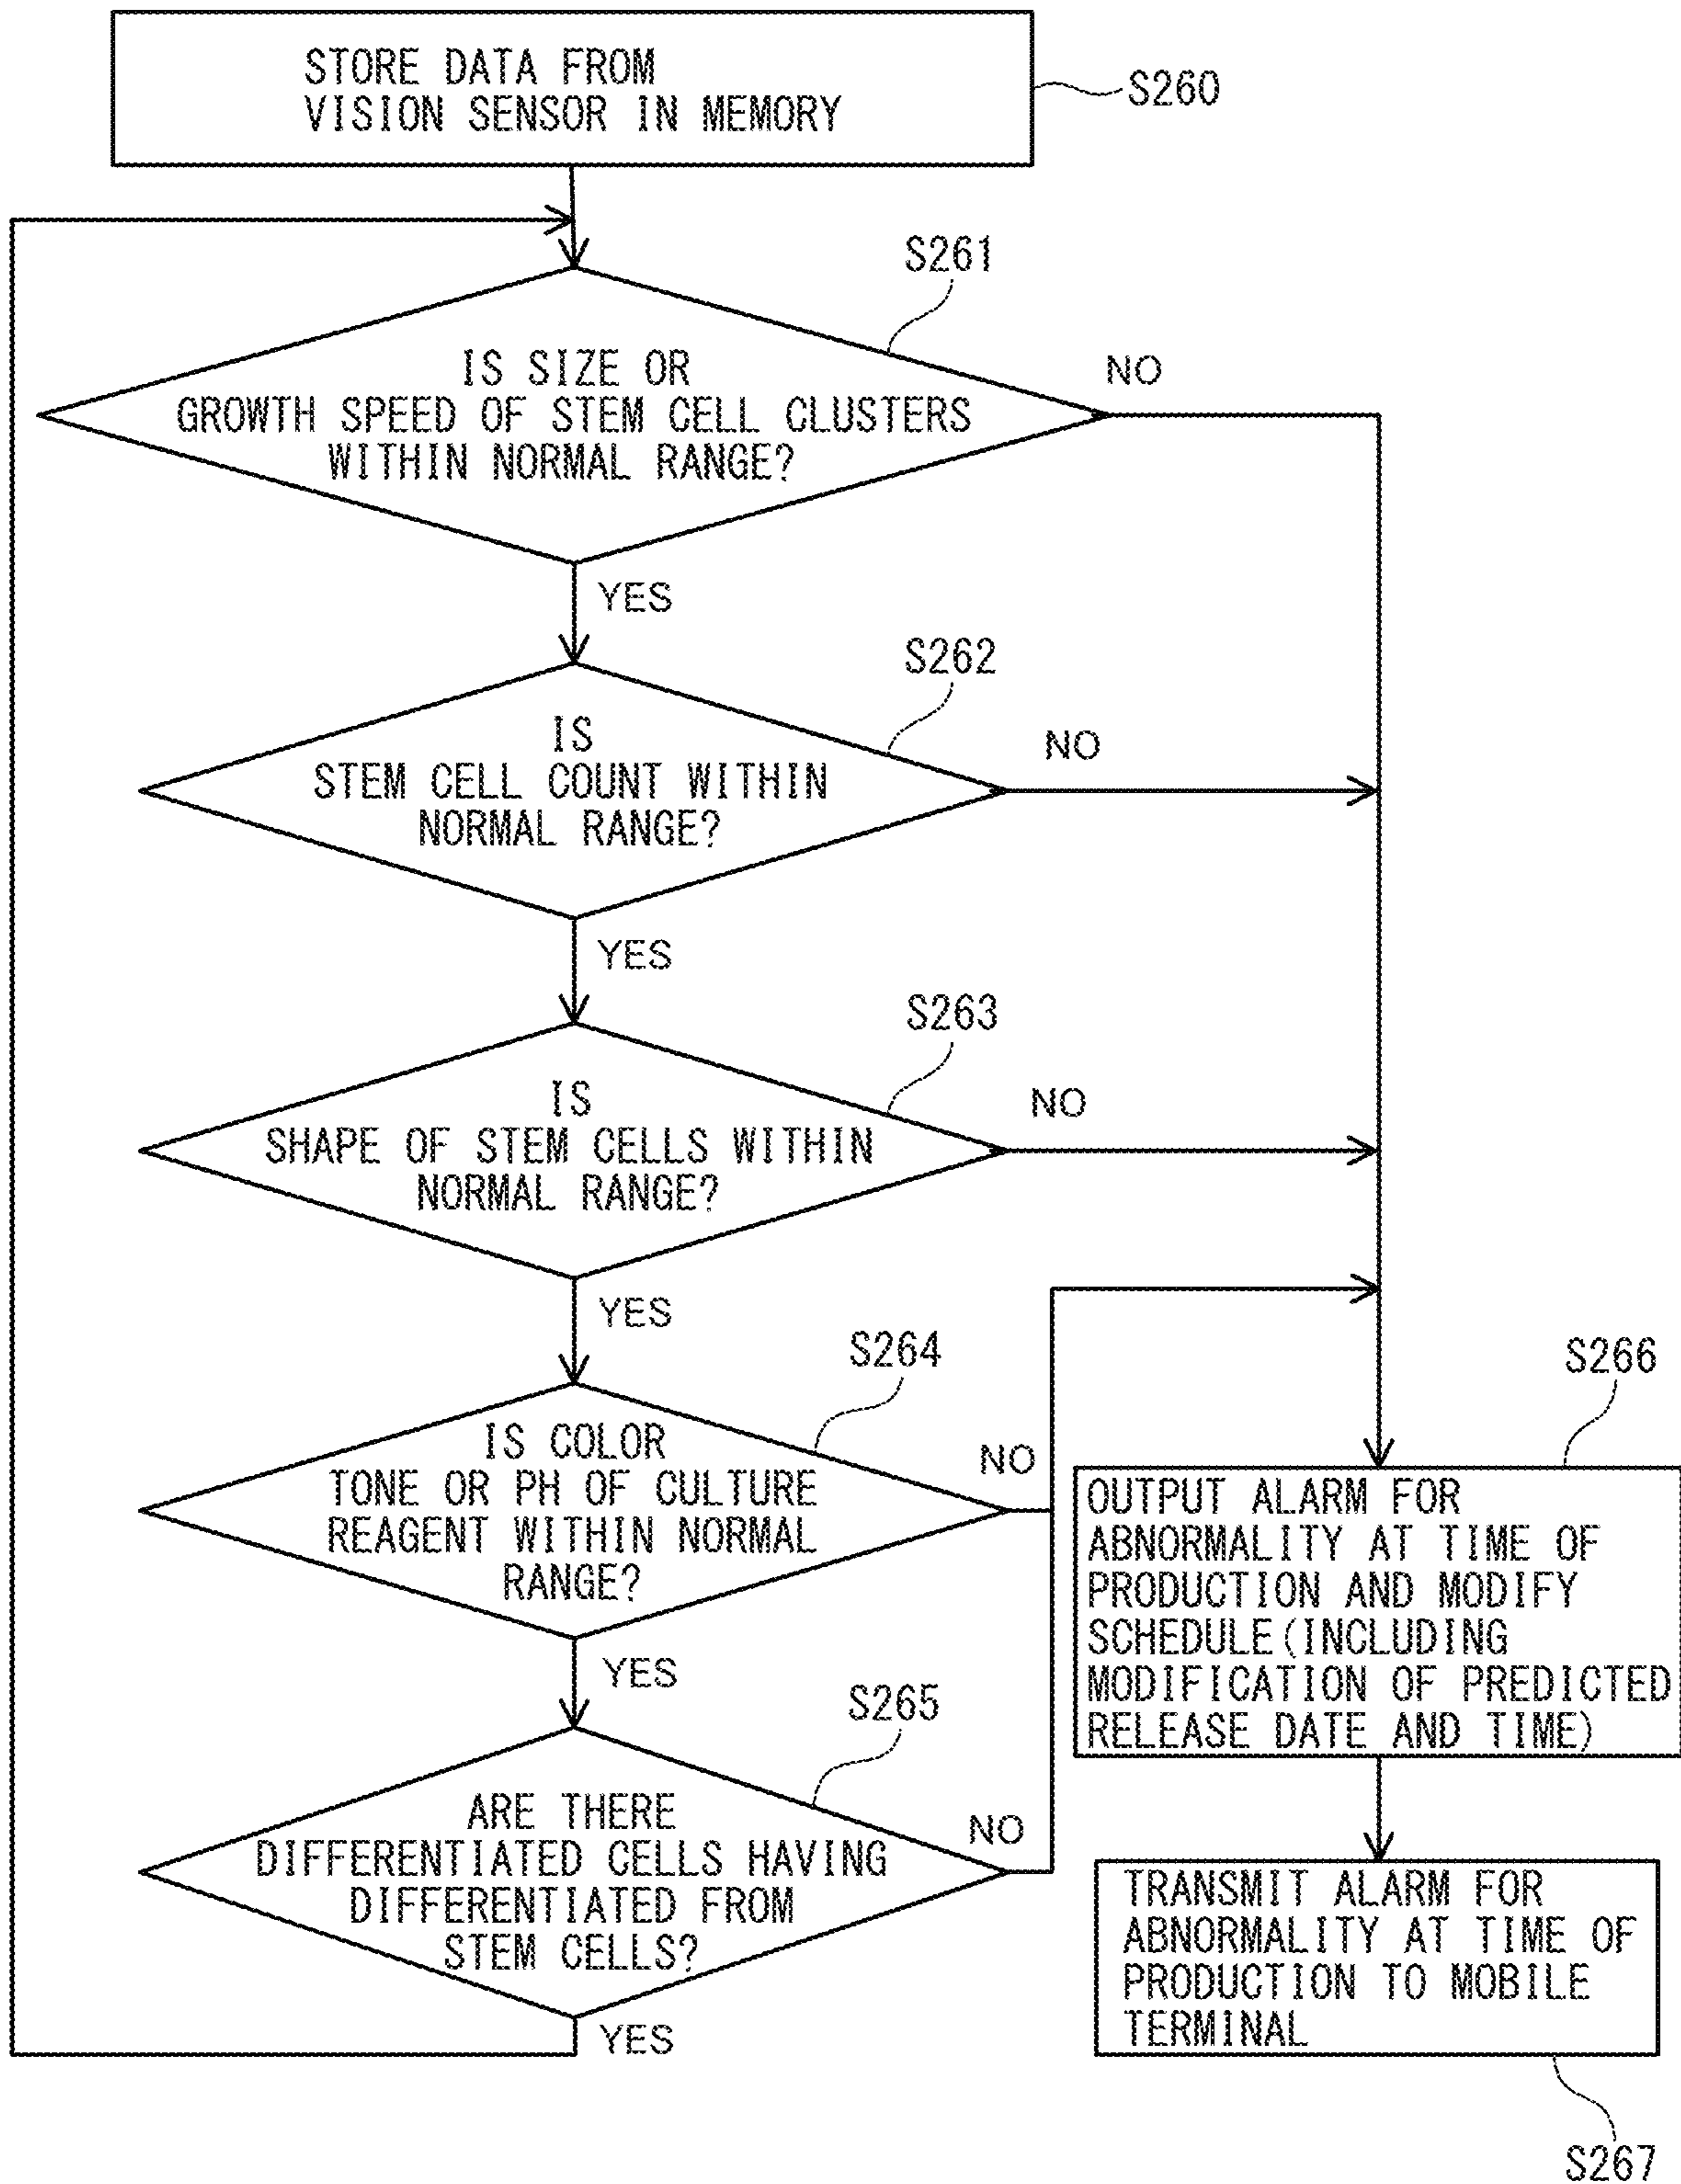 STORE DATA FROM
VISION SENSOR IN MEMORY
S260
S261
IS SIZE OR
GROWTH SPEED OF STEM CELL CLUSTERS
WITHIN NORMAL RANGE?
NO
YES
S262
IS
STEM CELL COUNT WITHIN
NORMAL RANGE?
NO
YES
S263
IS
SHAPE OF STEM CELLS WITHIN
NORMAL RANGE?
NO
YES
S264
IS COLOR
TONE OR PH OF CULTURE
REAGENT WITHIN NORMAL
RANGE?
NO
YES
S265
ARE THERE
DIFFERENTIATED CELLS HAVING
DIFFERENTIATED FROM
STEM CELLS?
NO
YES
S266
OUTPUT ALARM FOR
ABNORMALITY AT TIME OF
PRODUCTION AND MODIFY
SCHEDULE(INCLUDING
MODIFICATION OF PREDICTED
RELEASE DATE AND TIME)
TRANSMIT ALARM FOR
ABNORMALITY AT TIME OF
PRODUCTION TO MOBILE
TERMINAL
S267